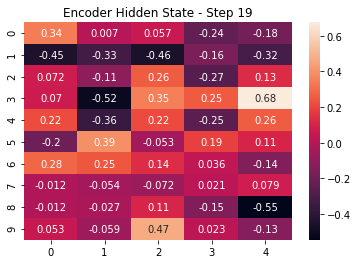 Encoder Hidden State - Step 19
0 0.34 0.007 0.057 -0.24 -0.18
1 -0.45 -0.33 -0.46 -0.16 -0.32
2 0.072 -0.11 0.26 -0.27 0.13
3 0.07 -0.52 0.35 0.25 0.68
4 0.22 -0.36 0.22 -0.25 0.26
5 -0.2 0.39 -0.053 0.19 0.11
6 0.28 0.25 0.14 0.036 -0.14
7 -0.012 -0.054 -0.072 0.021 0.079
8 -0.012 -0.027 0.11 -0.15 -0.55
9 0.053 -0.059 0.47 0.023 -0.13
0 1 2 3 4
0.6
0.4
0.2
0.0
-0.2
-0.4